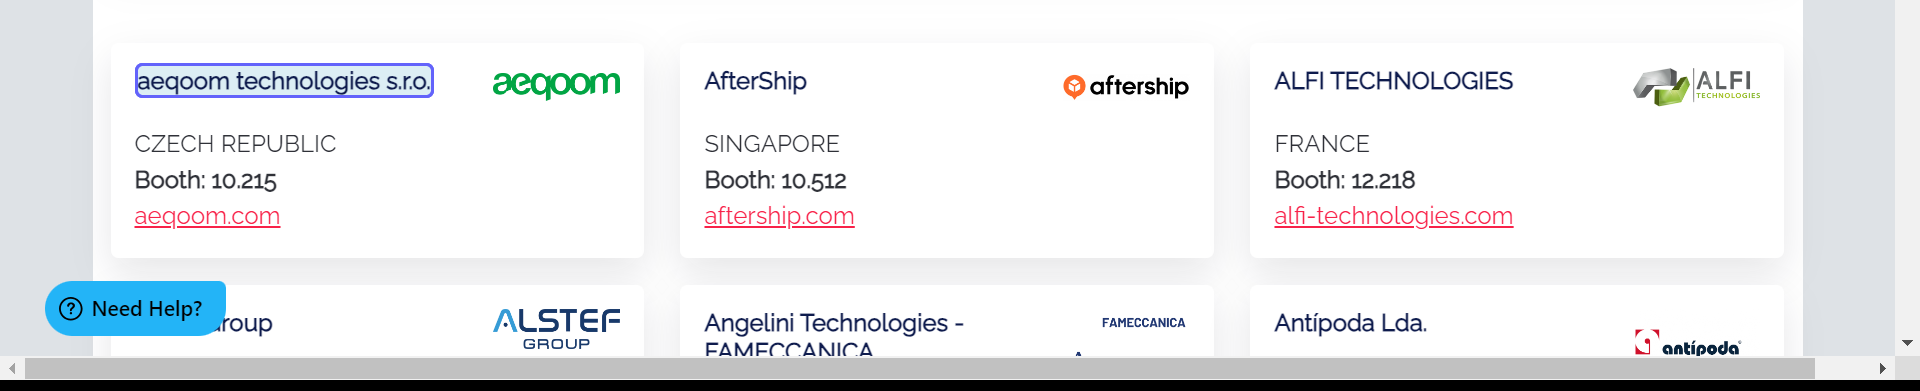 aeqoom technologies s.r.o.
aeqoom
CZECH REPUBLIC
Booth: 10.215
aeqoom.com
AfterShip
aftership
SINGAPORE
Booth: 10.512
aftership.com
ALFI TECHNOLOGIES
ALFI
TECHNOLOGIES
FRANCE
Booth: 12.218
alfi-technologies.com
Need Help?
roup
ALSTEF
GROUP
Angelini Technologies -
FAMECCANICA
FAMECCANICA
Antípoda Lda.
antípoda